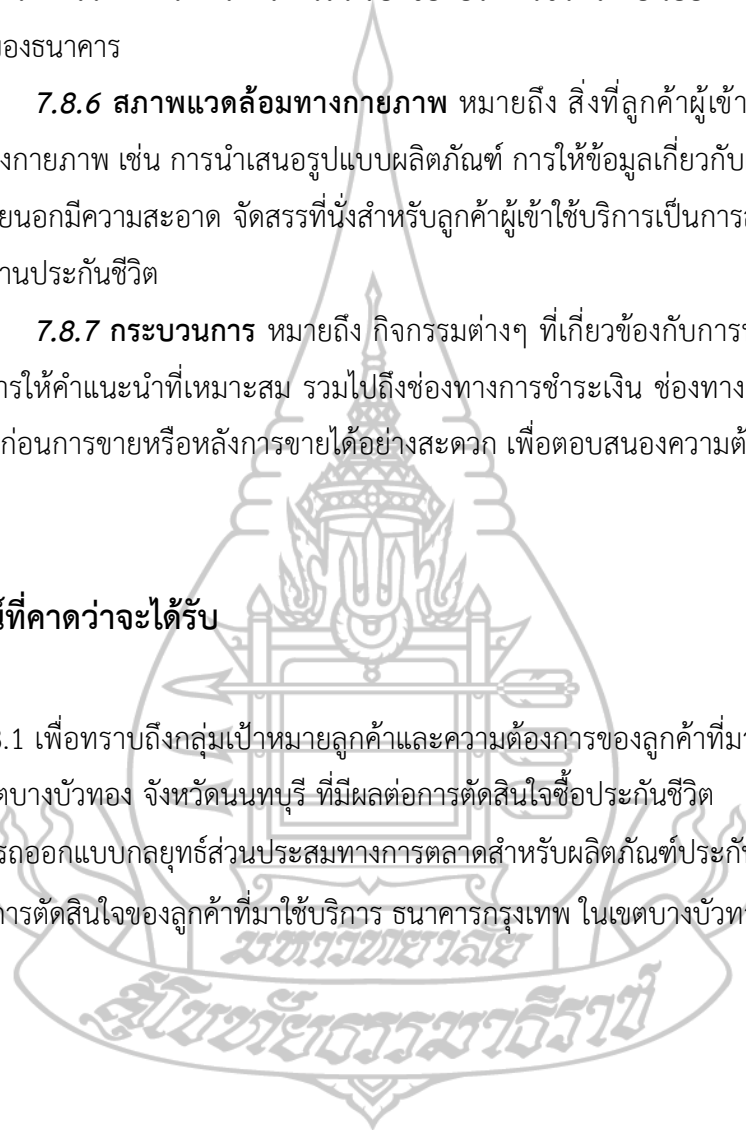 ของธนาคาร
7.8.6 สภาพแวดล้อมทางกายภาพ หมายถึง สิ่งที่ลูกค้าผู้เข้า
งกายภาพ เช่น การนำเสนอรูปแบบผลิตภัณฑ์ การให้ข้อมูลเกี่ยวกับ
ยนอกมีความสะอาด จัดสรรที่นั่งสำหรับลูกค้าผู้เข้าใช้บริการเป็นการ
านประกันชีวิต
7.8.7 กระบวนการ หมายถึง กิจกรรมต่างๆ ที่เกี่ยวข้องกับการ
ารให้คำแนะนำที่เหมาะสม รวมไปถึงช่องทางการชำระเงิน ช่องทาง
ก่อนการขายหรือหลังการขายได้อย่างสะดวก เพื่อตอบสนองความต้
ที่คาดว่าจะได้รับ
8.1 เพื่อทราบถึงกลุ่มเป้าหมายลูกค้าและความต้องการของลูกค้าที่มา
ตบางบัวทอง จังหวัดนนทบุรี ที่มีผลต่อการตัดสินใจซื้อประกันชีวิต
รถออกแบบกลยุทธ์ส่วนประสมทางการตลาดสำหรับผลิตภัณฑ์ประกัน
การตัดสินใจของลูกค้าที่มาใช้บริการ ธนาคารกรุงเทพ ในเขตบางบัวท
มหาวิทยาลัย
สุโขทัยธรรมาธิราช